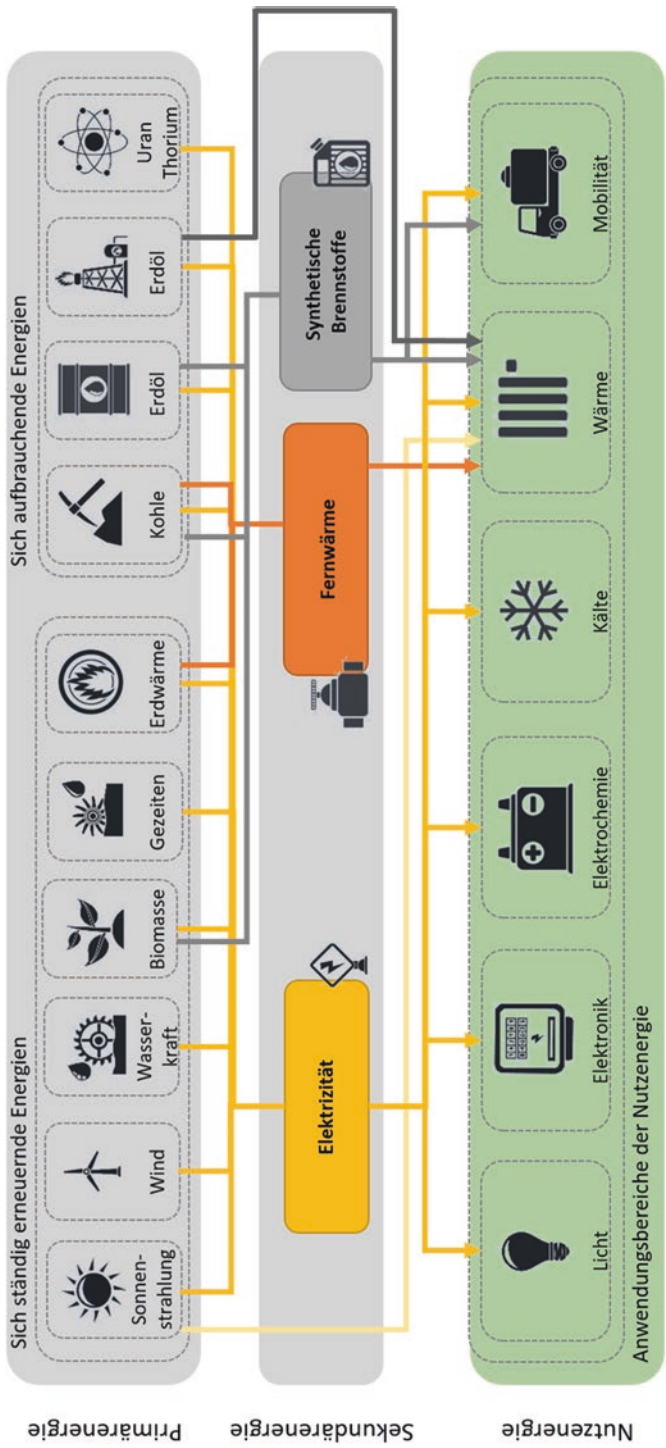 Primärenergie
Sich ständig erneuernde Energien
Sich aufbrauchende Energien
Sonnen-
strahlung
Wind
Wasser-
kraft
Biomasse
Gezeiten
Erdwärme
Kohle
Erdöl
Erdöl
Uran
Thorium
Sekundärenergie
Elektrizität
Fernwärme
Synthetische
Brennstoffe
Nutzenergie
Licht
Elektronik
Elektrochemie
Kälte
Wärme
Mobilität
Anwendungsbereiche der Nutzenergie